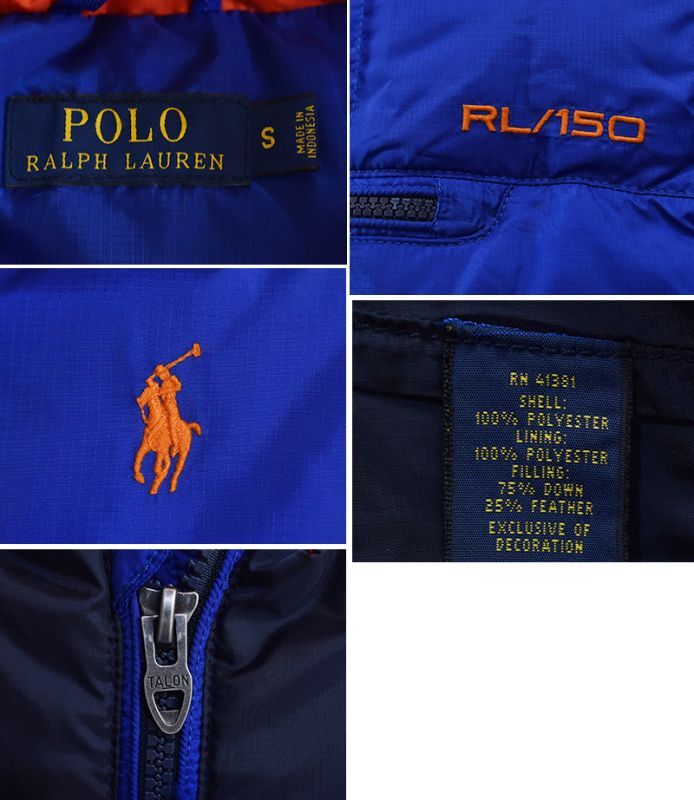 POLO
RALPH LAUREN
S
MADE IN
INDONESIA
RL/150
RN 41381
SHELL:
100% POLYESTER
LINING:
100% POLYESTER
FILLING:
75% DOWN
25% FEATHER
EXCLUSIVE OF
DECORATION
TALON